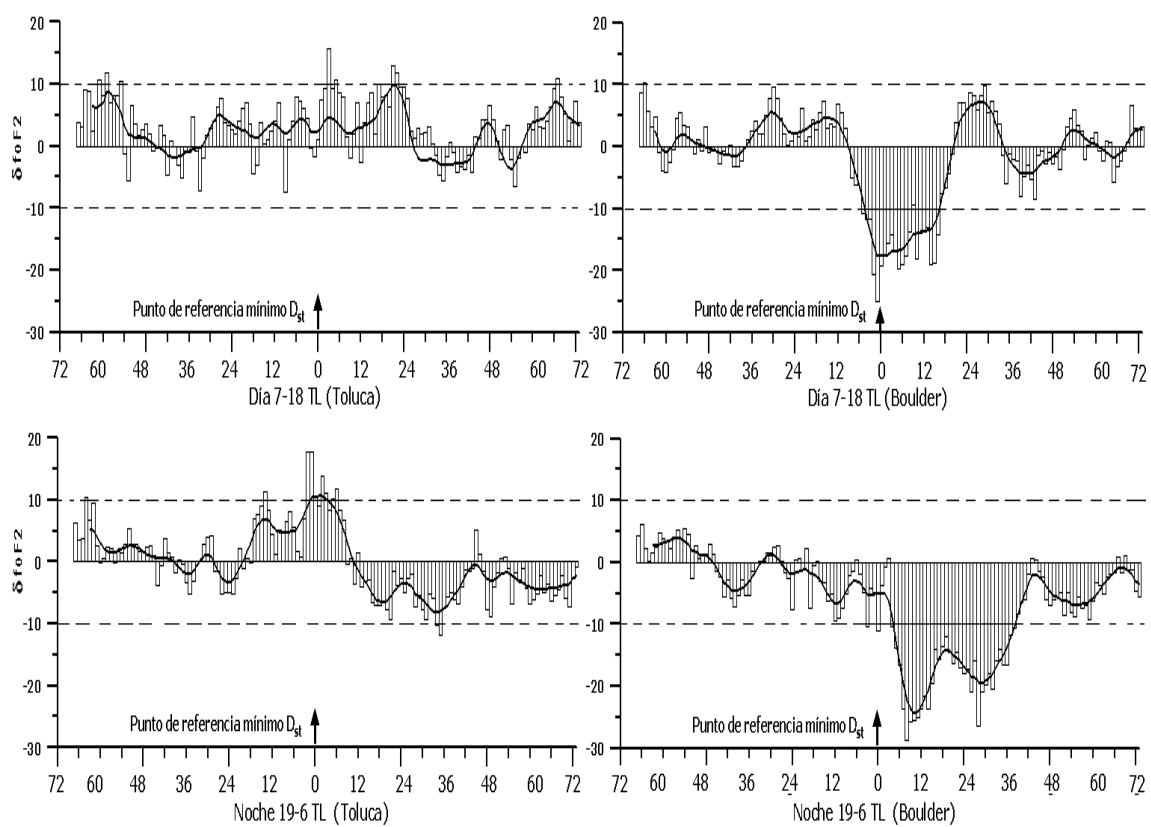 20
10
0
-10
-20
-30
δ foF2
Punto de referencia mínimo Dst
72 60 48 36 24 12 0 12 24 36 48 60 72
Día 7-18 TL (Toluca)
20
10
0
-10
-20
-30
Punto de referencia mínimo Dst
72 60 48 36 24 12 0 12 24 36 48 60 72
Día 7-18 TL (Boulder)
20
10
0
-10
-20
-30
δ foF2
Punto de referencia mínimo Dst
72 60 48 36 24 12 0 12 24 36 48 60 72
Noche 19-6 TL (Toluca)
20
10
0
-10
-20
-30
Punto de referencia mínimo Dst
72 60 48 36 24 12 0 12 24 36 48 60 72
Noche 19-6 TL (Boulder)